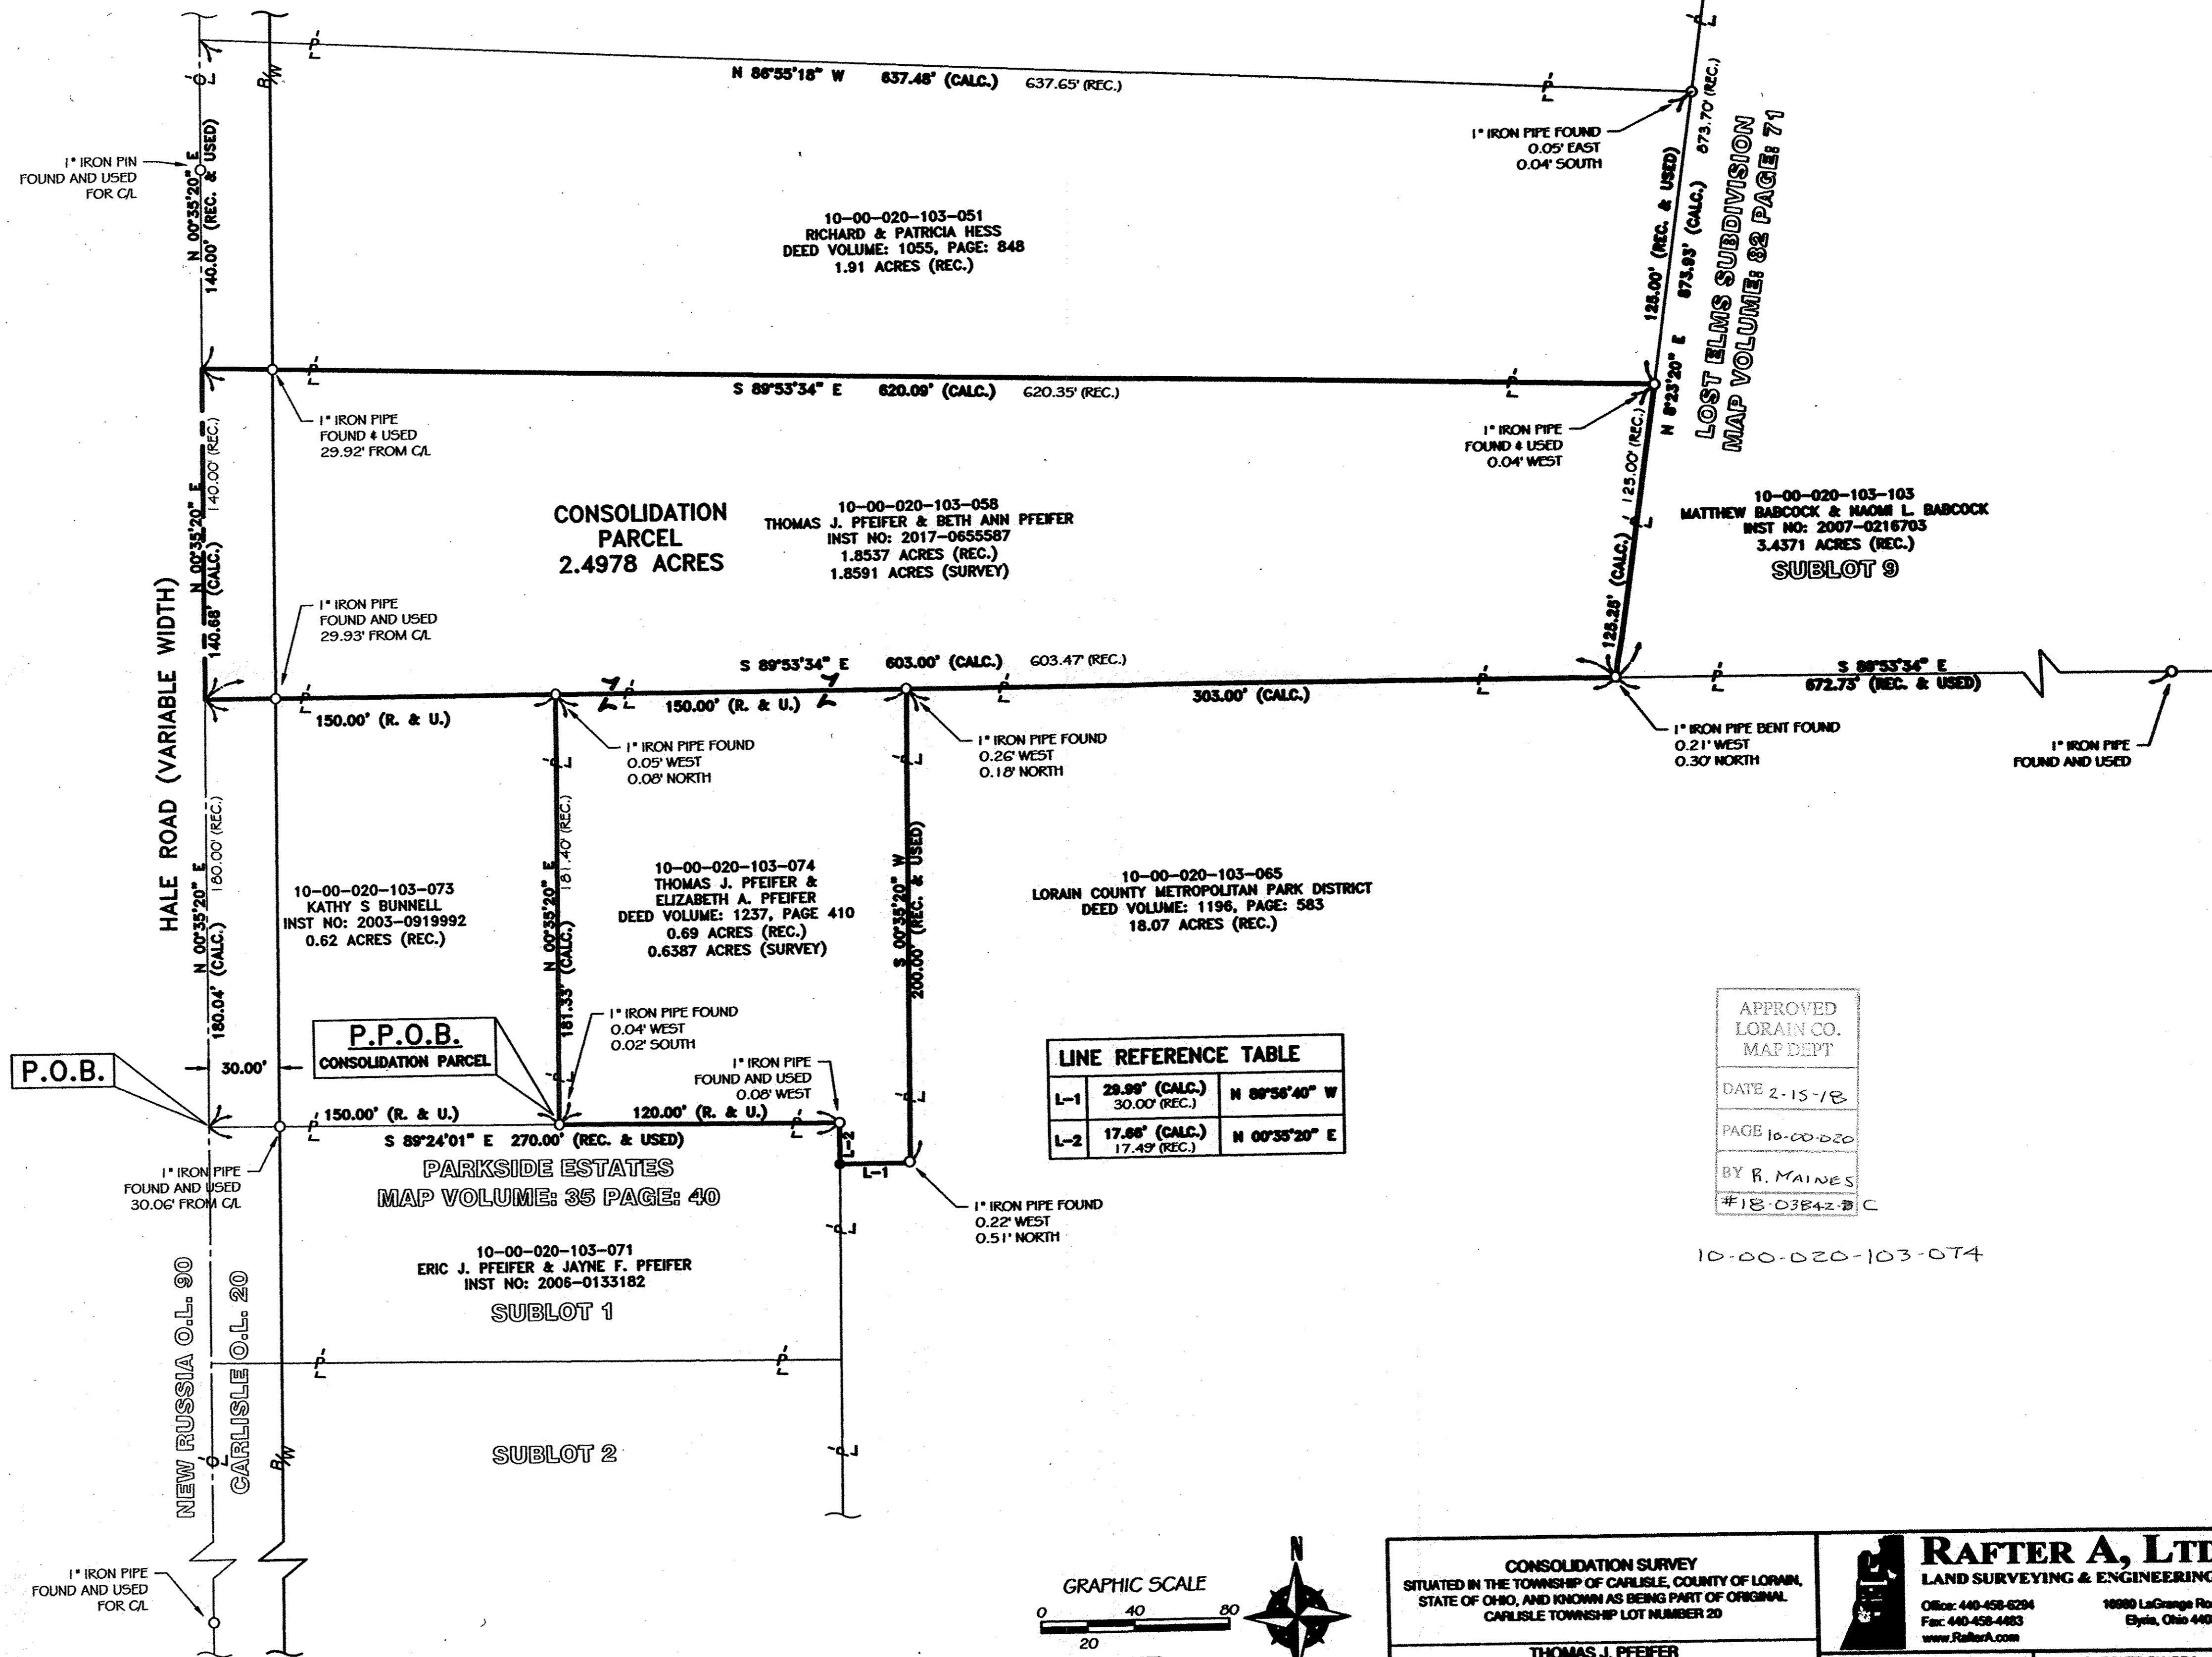 N 86°55'18" W 637.48' (CALC.) 637.65' (REC.)
R/W
1" IRON PIN
FOUND AND USED
FOR C/L
N 00°35'20" E
140.00' (REC. & USED)
1" IRON PIPE FOUND
0.05' EAST
0.04' SOUTH
10-00-020-103-051
RICHARD & PATRICIA HESS
DEED VOLUME: 1055, PAGE: 848
1.91 ACRES (REC.)
125.00' (REC. & USED)
N 8°23'20" E 873.93' (CALC.) 873.70' (REC.)
LOST ELMS SUBDIVISION
MAP VOLUME: 82 PAGE: 71
S 89°53'34" E 620.09' (CALC.) 620.35' (REC.)
1" IRON PIPE
FOUND & USED
29.92' FROM C/L
1" IRON PIPE
FOUND & USED
0.04' WEST
N 00°35'20" E
140.68' (CALC.) 140.00' (REC.)
CONSOLIDATION
PARCEL
2.4978 ACRES
10-00-020-103-058
THOMAS J. PFEIFER & BETH ANN PFEIFER
INST NO: 2017-0655587
1.8537 ACRES (REC.)
1.8591 ACRES (SURVEY)
125.25' (CALC.) 125.00' (REC.)
10-00-020-103-103
MATTHEW BABCOCK & NAOMI L. BABCOCK
INST NO: 2007-0216703
3.4371 ACRES (REC.)
SUBLOT 9
HALE ROAD (VARIABLE WIDTH)
1" IRON PIPE
FOUND AND USED
29.93' FROM C/L
S 89°53'34" E 603.00' (CALC.) 603.47' (REC.)
150.00' (R. & U.)
150.00' (R. & U.)
303.00' (CALC.)
S 89°53'34" E
672.73' (REC. & USED)
1" IRON PIPE FOUND
0.05' WEST
0.08' NORTH
1" IRON PIPE FOUND
0.26' WEST
0.18' NORTH
1" IRON PIPE BENT FOUND
0.21' WEST
0.30' NORTH
1" IRON PIPE
FOUND AND USED
N 00°35'20" E
180.04' (CALC.) 180.00' (REC.)
10-00-020-103-073
KATHY S BUNNELL
INST NO: 2003-0919992
0.62 ACRES (REC.)
N 00°35'20" E
181.33' (CALC.) 181.40' (REC.)
10-00-020-103-074
THOMAS J. PFEIFER &
ELIZABETH A. PFEIFER
DEED VOLUME: 1237, PAGE 410
0.69 ACRES (REC.)
0.6387 ACRES (SURVEY)
S 00°35'20" W
200.00' (REC. & USED)
10-00-020-103-065
LORAIN COUNTY METROPOLITAN PARK DISTRICT
DEED VOLUME: 1196, PAGE: 583
18.07 ACRES (REC.)
P.O.B.
30.00'
P.P.O.B.
CONSOLIDATION PARCEL
1" IRON PIPE FOUND
0.04' WEST
0.02' SOUTH
1" IRON PIPE
FOUND AND USED
0.08' WEST
LINE REFERENCE TABLE
L-1 29.99' (CALC.) N 89°56'40" W
30.00' (REC.)
L-2 17.66' (CALC.) N 00°35'20" E
17.49' (REC.)
APPROVED
LORAIN CO.
MAP DEPT
DATE 2-15-18
PAGE 10-00-020
BY R. MAINES
#18-03842- C
10-00-020-103-074
150.00' (R. & U.)
120.00' (R. & U.)
S 89°24'01" E 270.00' (REC. & USED)
L-2
L-1
1" IRON PIPE
FOUND AND USED
30.06' FROM C/L
PARKSIDE ESTATES
MAP VOLUME: 35 PAGE: 40
1" IRON PIPE FOUND
0.22' WEST
0.51' NORTH
10-00-020-103-071
ERIC J. PFEIFER & JAYNE F. PFEIFER
INST NO: 2006-0133182
SUBLOT 1
NEW RUSSIA O.L. 90
CARLISLE O.L. 20
R/W
SUBLOT 2
1" IRON PIPE
FOUND AND USED
FOR C/L
GRAPHIC SCALE
0 40 80
20
N
CONSOLIDATION SURVEY
SITUATED IN THE TOWNSHIP OF CARLISLE, COUNTY OF LORAIN,
STATE OF OHIO, AND KNOWN AS BEING PART OF ORIGINAL
CARLISLE TOWNSHIP LOT NUMBER 20
THOMAS J. PFEIFER
RAFTER A, LTD
LAND SURVEYING & ENGINEERING
Office: 440-458-6294
Fax: 440-458-4483
www.RafterA.com
16980 LaGrange Ro
Elyria, Ohio 440